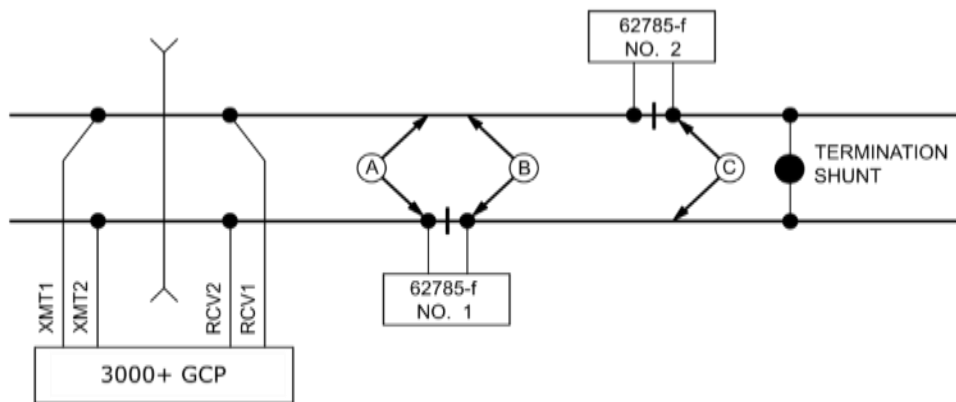 62785-f
NO. 2
A
B
C
TERMINATION
SHUNT
XMT1
XMT2
RCV2
RCV1
62785-f
NO. 1
3000+ GCP